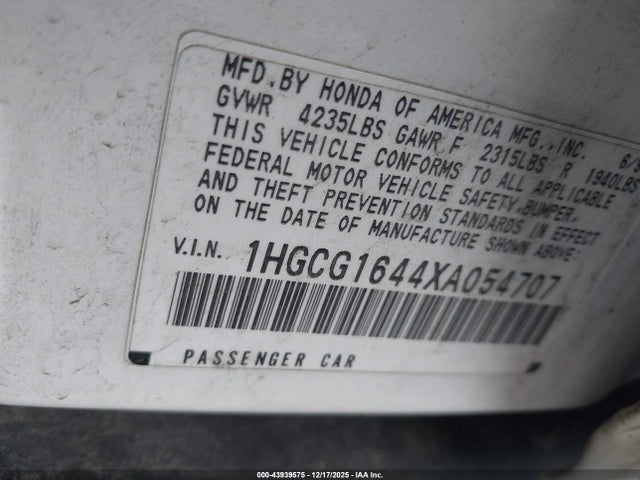 MFD. BY HONDA OF AMERICA MFG., INC. 6/9
GVWR 4235LBS GAWR F 2315LBS R 1940LBS
THIS VEHICLE CONFORMS TO ALL APPLICABLE
FEDERAL MOTOR VEHICLE SAFETY, BUMPER,
AND THEFT PREVENTION STANDARDS IN EFFECT
ON THE DATE OF MANUFACTURE SHOWN ABOVE:
V.I.N. 1HGCG1644XA054707
PASSENGER CAR
000-43939575 - 12/17/2025 - IAA Inc.